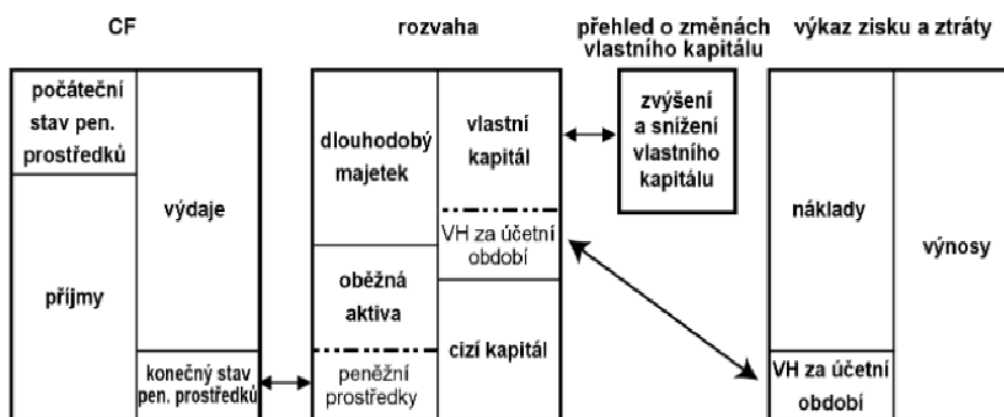 CF
počáteční
stav pen.
prostředků
příjmy
výdaje
konečný stav
pen. prostředků
rozvaha
dlouhodobý
majetek
oběžná
aktiva
peněžní
prostředky
vlastní
kapitál
VH za účetní
období
cizí kapitál
přehled o změnách
vlastního kapitálu
zvýšení
a snížení
vlastního
kapitálu
výkaz zisku a ztráty
náklady
VH za účetní
období
výnosy